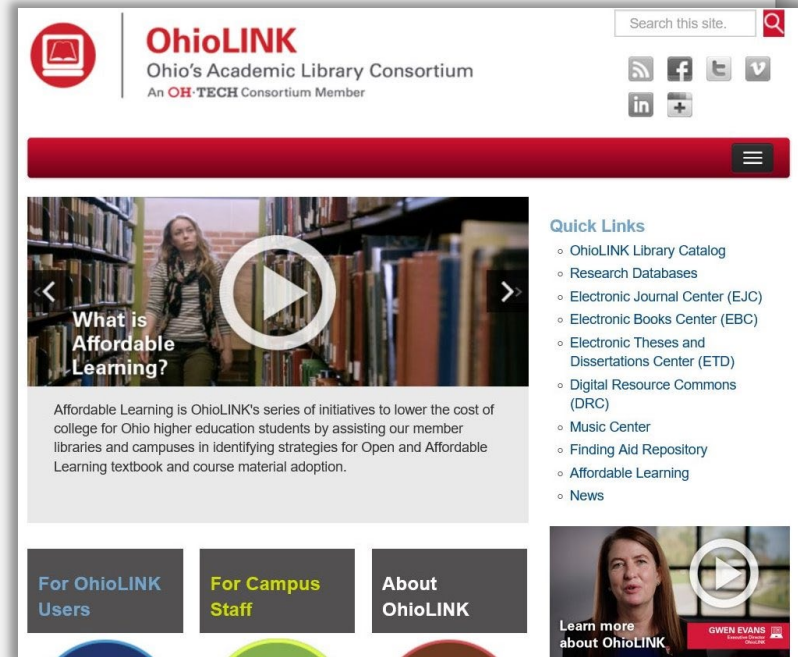 Search this site.
OhioLINK
Ohio's Academic Library Consortium
An OH·TECH Consortium Member
What is
Affordable
Learning?
Affordable Learning is OhioLINK's series of initiatives to lower the cost of
college for Ohio higher education students by assisting our member
libraries and campuses in identifying strategies for Open and Affordable
Learning textbook and course material adoption.
Quick Links
OhioLINK Library Catalog
Research Databases
Electronic Journal Center (EJC)
Electronic Books Center (EBC)
Electronic Theses and
Dissertations Center (ETD)
Digital Resource Commons
(DRC)
Music Center
Finding Aid Repository
Affordable Learning
News
For OhioLINK
Users
For Campus
Staff
About
OhioLINK
Learn more
about OhioLINK
GWEN EVANS
Executive Director
OhioLINK